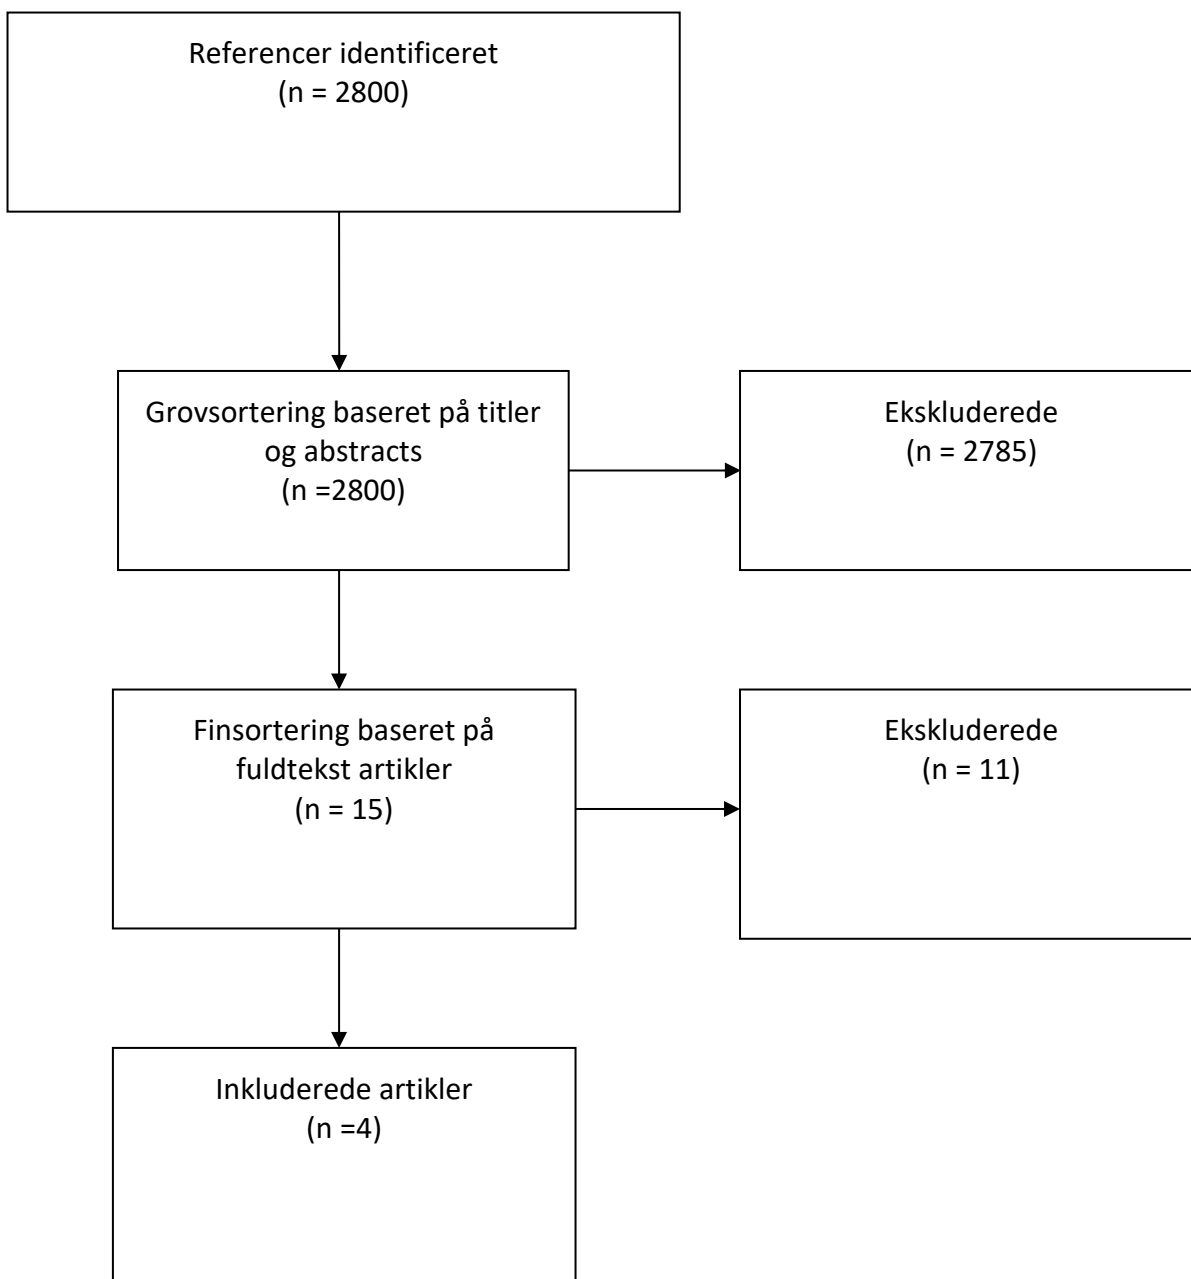 Referencer identificeret
(n = 2800)
Grovsortering baseret på titler
og abstracts
(n =2800)
Ekskluderede
(n = 2785)
Finsortering baseret på
fuldtekst artikler
(n = 15)
Ekskluderede
(n = 11)
Inkluderede artikler
(n =4)